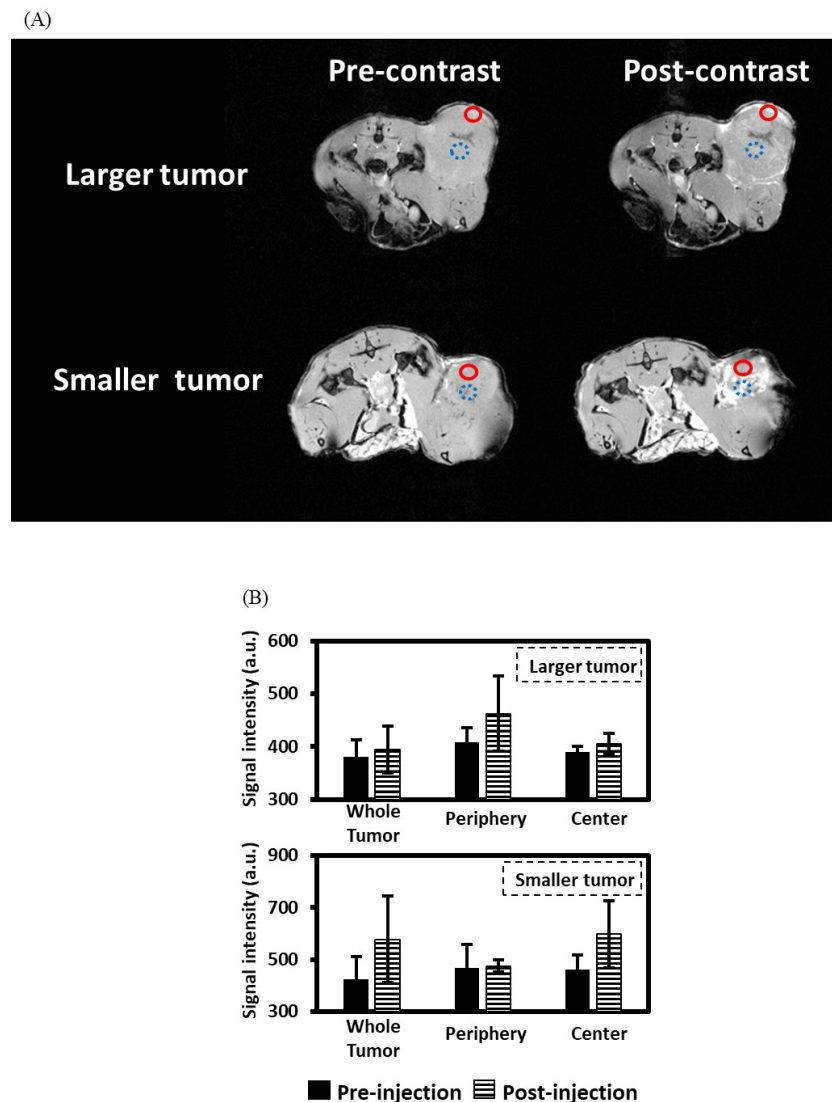 (A)
Pre-contrast
Post-contrast
Larger tumor
Smaller tumor
(B)
Signal intensity (a.u.)
600
500
400
300
Larger tumor
Whole Tumor
Periphery
Center
Signal intensity (a.u.)
900
700
500
300
Smaller tumor
Whole Tumor
Periphery
Center
Pre-injection
Post-injection